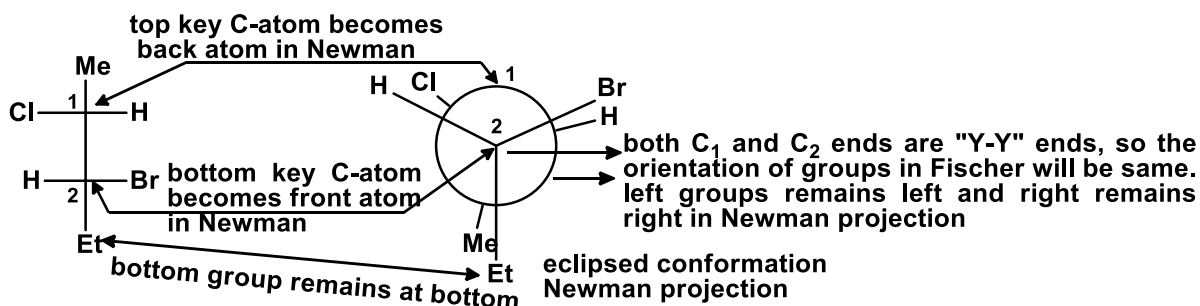 top key C-atom becomes
back atom in Newman
Me
1
Cl
H
H
2
Br
Et
bottom key C-atom
becomes front atom
in Newman
bottom group remains at bottom
1
Cl
H
Br
H
2
Me
Et
both C1 and C2 ends are "Y-Y" ends, so the
orientation of groups in Fischer will be same.
left groups remains left and right remains
right in Newman projection
eclipsed conformation
Newman projection